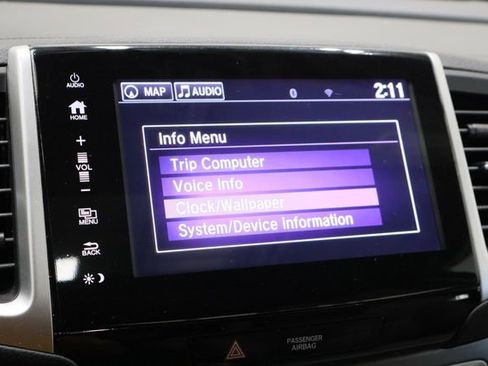 AUDIO
HOME
MAP
AUDIO
2:11
+
VOL
−
MENU
BACK
Info Menu
Trip Computer
Voice Info
Clock/Wallpaper
System/Device Information
PASSENGER
AIRBAG